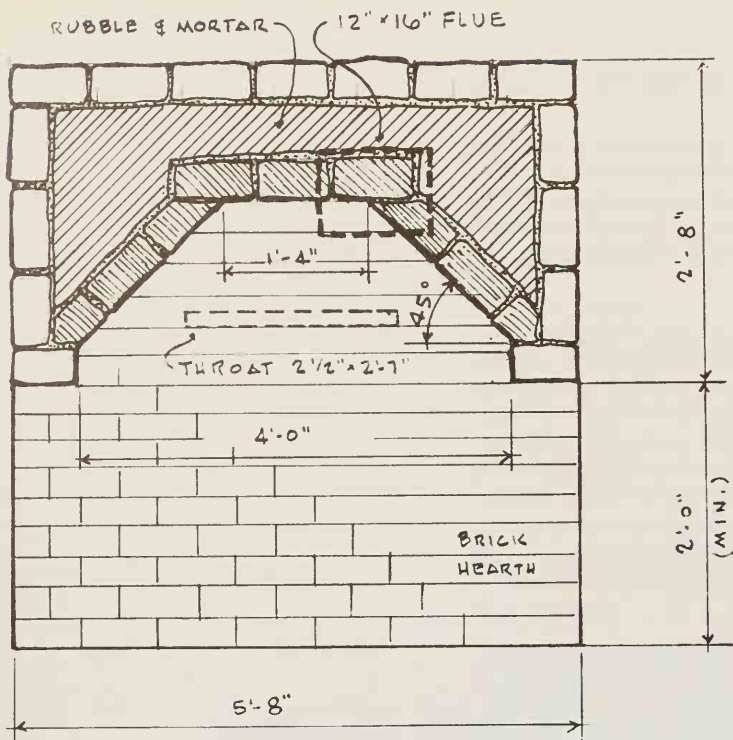 RUBBLE & MORTAR
12" x 16" FLUE
1'-4"
45°
THROAT 2 1/2" x 2'-7"
2'-8"
4'-0"
BRICK
HEARTH
2'-0"
(MIN.)
5'-8"